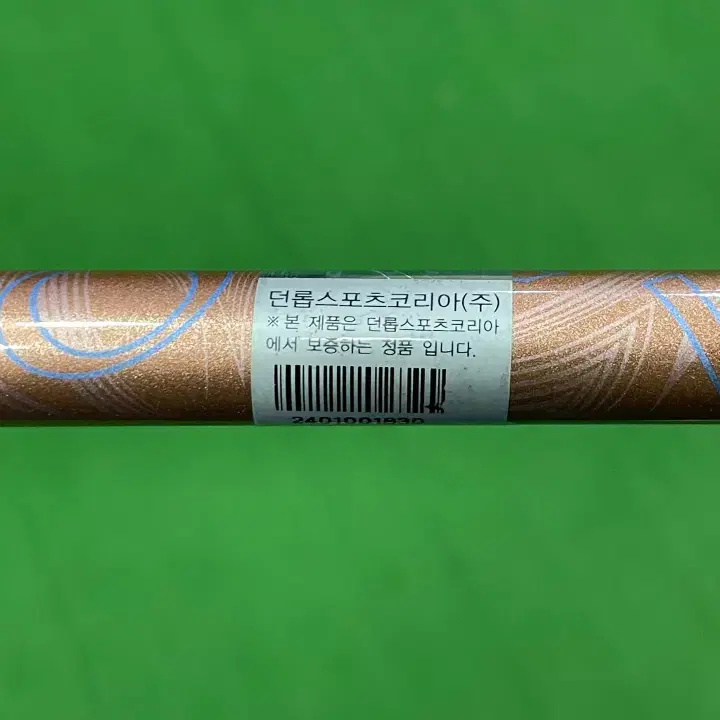 던롭스포츠코리아(주)
※ 본 제품은 던롭스포츠코리아
에서 보증하는 정품 입니다.
2401001830